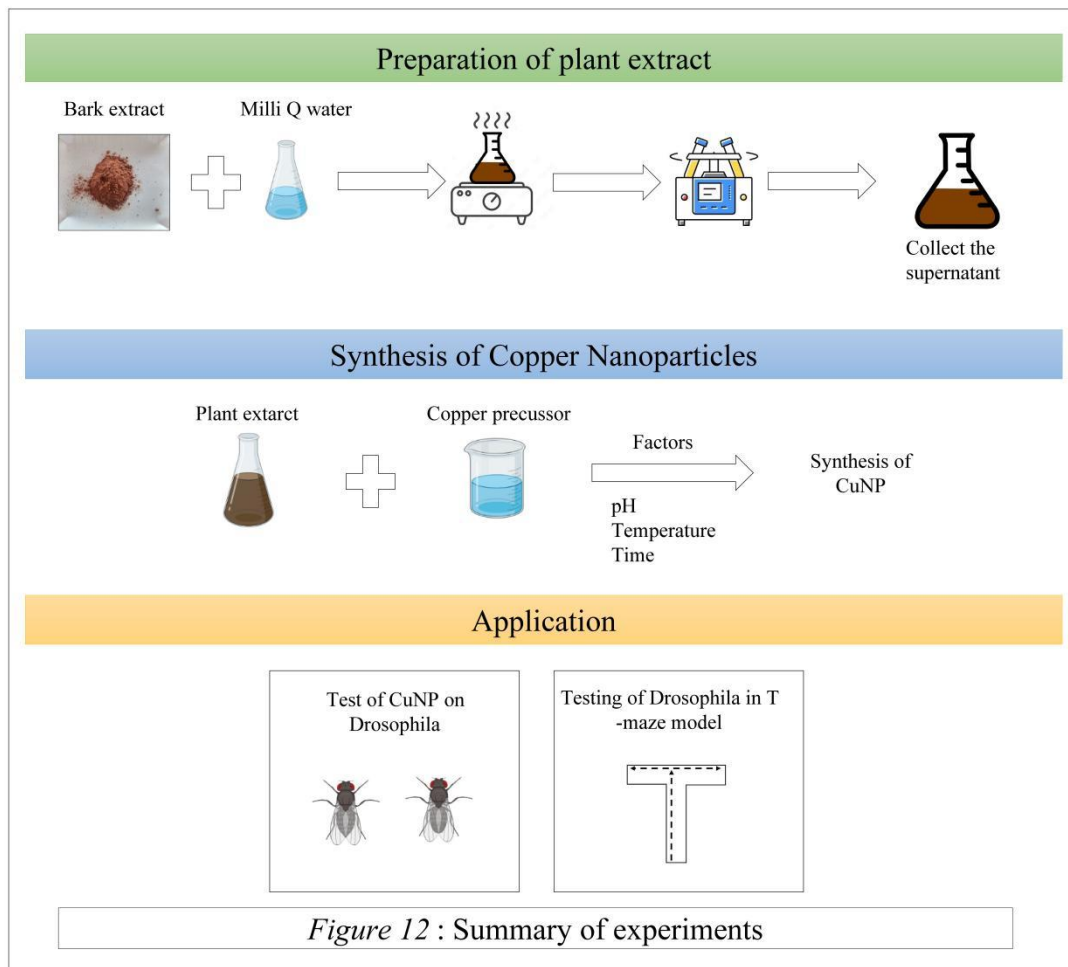 Preparation of plant extract
Bark extract
Milli Q water
Collect the
supernatant
Synthesis of Copper Nanoparticles
Plant extarct
Copper precussor
Factors
pH
Temperature
Time
Synthesis of
CuNP
Application
Test of CuNP on
Drosophila
Testing of Drosophila in T
-maze model
Figure 12 : Summary of experiments